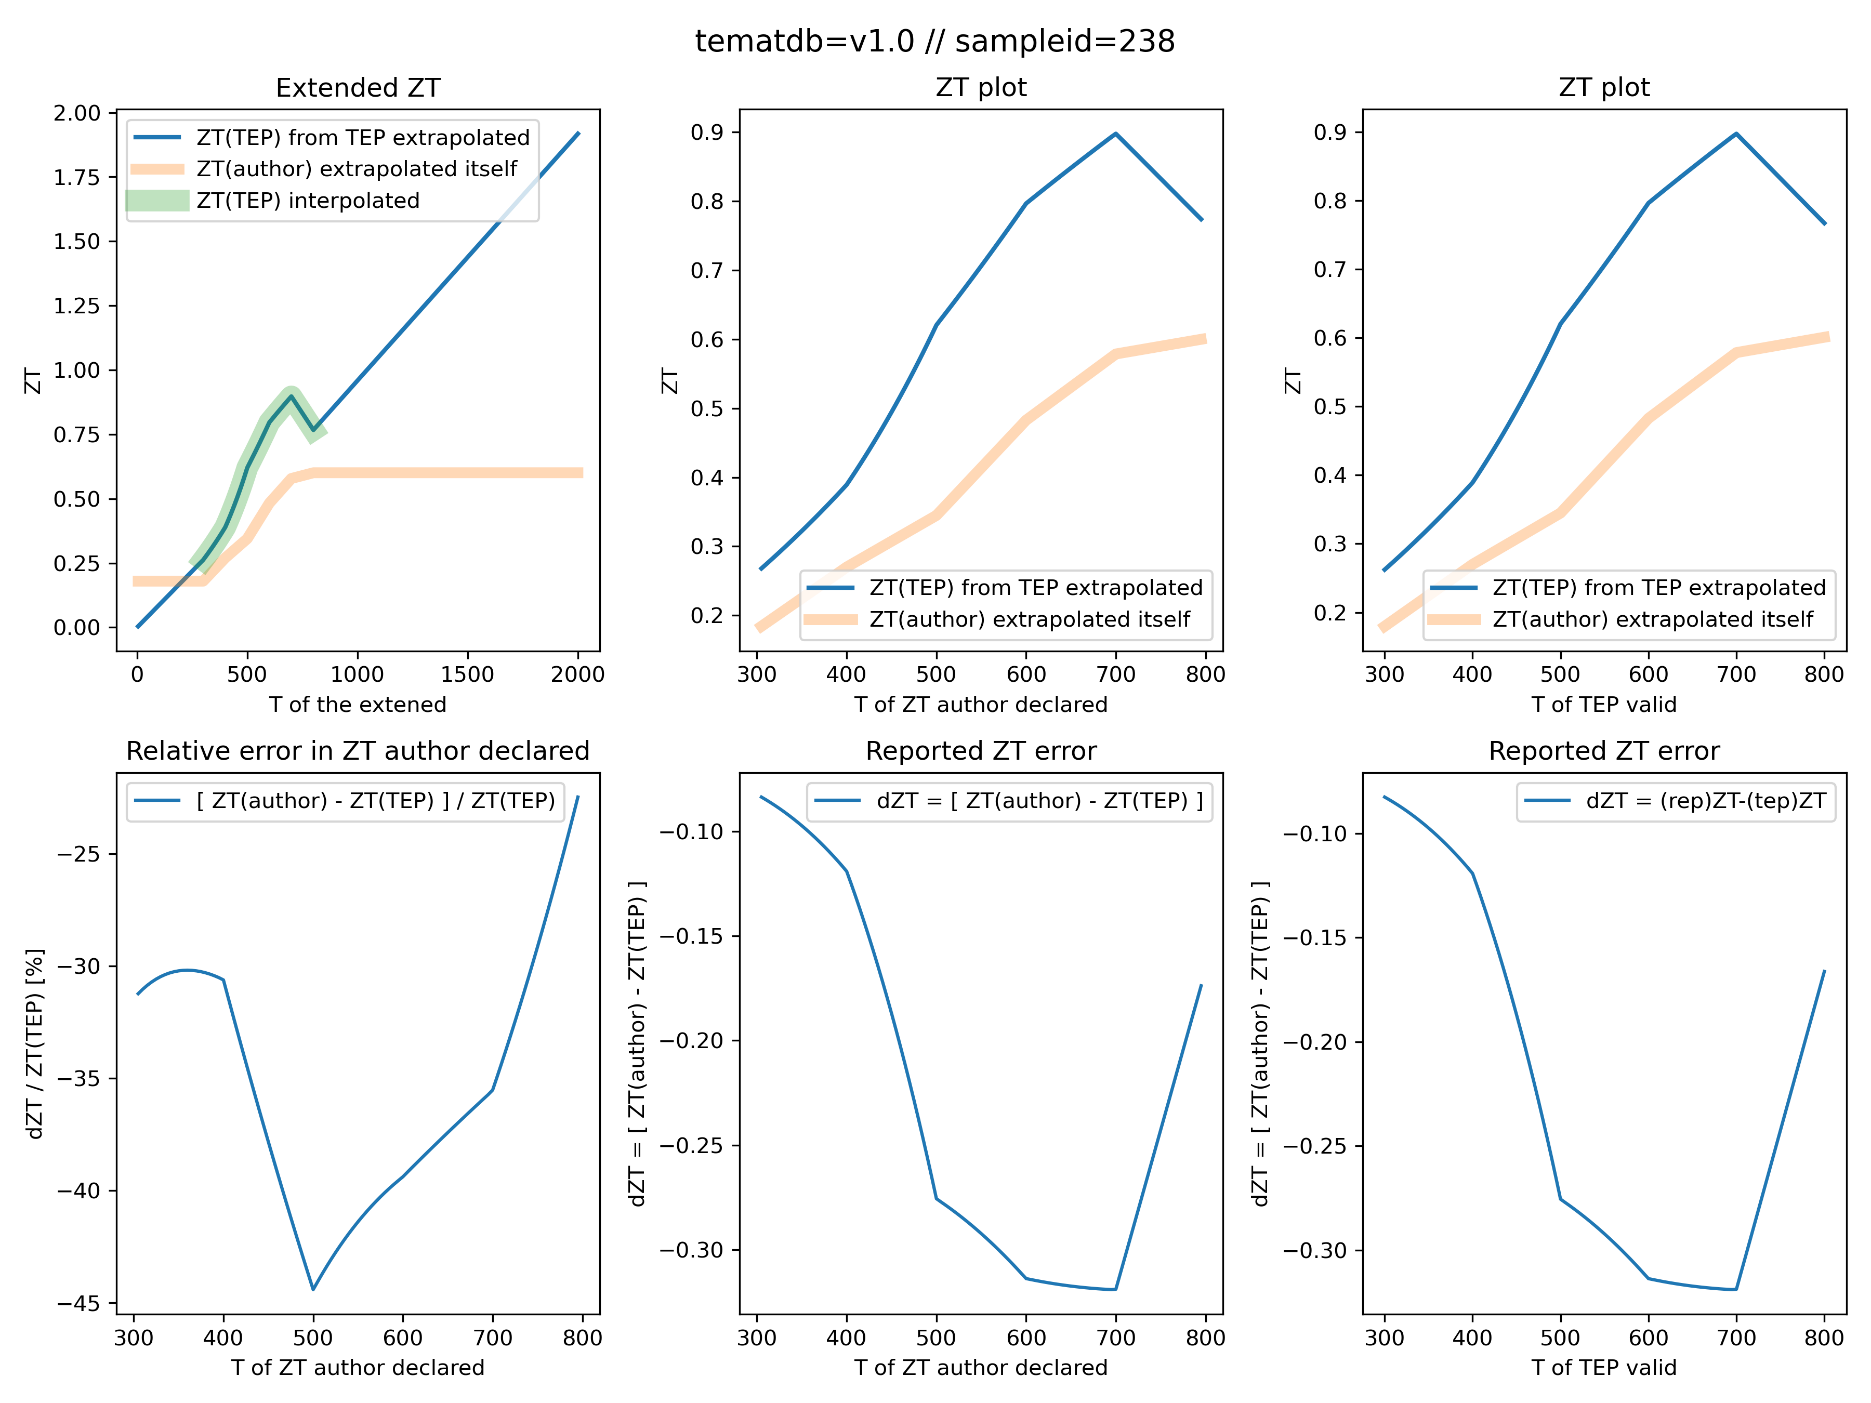 tematdb=v1.0 // sampleid=238
Extended ZT
ZT(TEP) from TEP extrapolated
ZT(author) extrapolated itself
ZT(TEP) interpolated
ZT
2.00
1.75
1.50
1.25
1.00
0.75
0.50
0.25
0.00
0 500 1000 1500 2000
T of the extened
ZT plot
ZT
0.9
0.8
0.7
0.6
0.5
0.4
0.3
0.2
ZT(TEP) from TEP extrapolated
ZT(author) extrapolated itself
300 400 500 600 700 800
T of ZT author declared
ZT plot
ZT
0.9
0.8
0.7
0.6
0.5
0.4
0.3
0.2
ZT(TEP) from TEP extrapolated
ZT(author) extrapolated itself
300 400 500 600 700 800
T of TEP valid
Relative error in ZT author declared
[ ZT(author) - ZT(TEP) ] / ZT(TEP)
dZT / ZT(TEP) [%]
−25
−30
−35
−40
−45
300 400 500 600 700 800
T of ZT author declared
Reported ZT error
dZT = [ ZT(author) - ZT(TEP) ]
dZT = [ ZT(author) - ZT(TEP) ]
−0.10
−0.15
−0.20
−0.25
−0.30
300 400 500 600 700 800
T of ZT author declared
Reported ZT error
dZT = (rep)ZT-(tep)ZT
dZT = [ ZT(author) - ZT(TEP) ]
−0.10
−0.15
−0.20
−0.25
−0.30
300 400 500 600 700 800
T of TEP valid